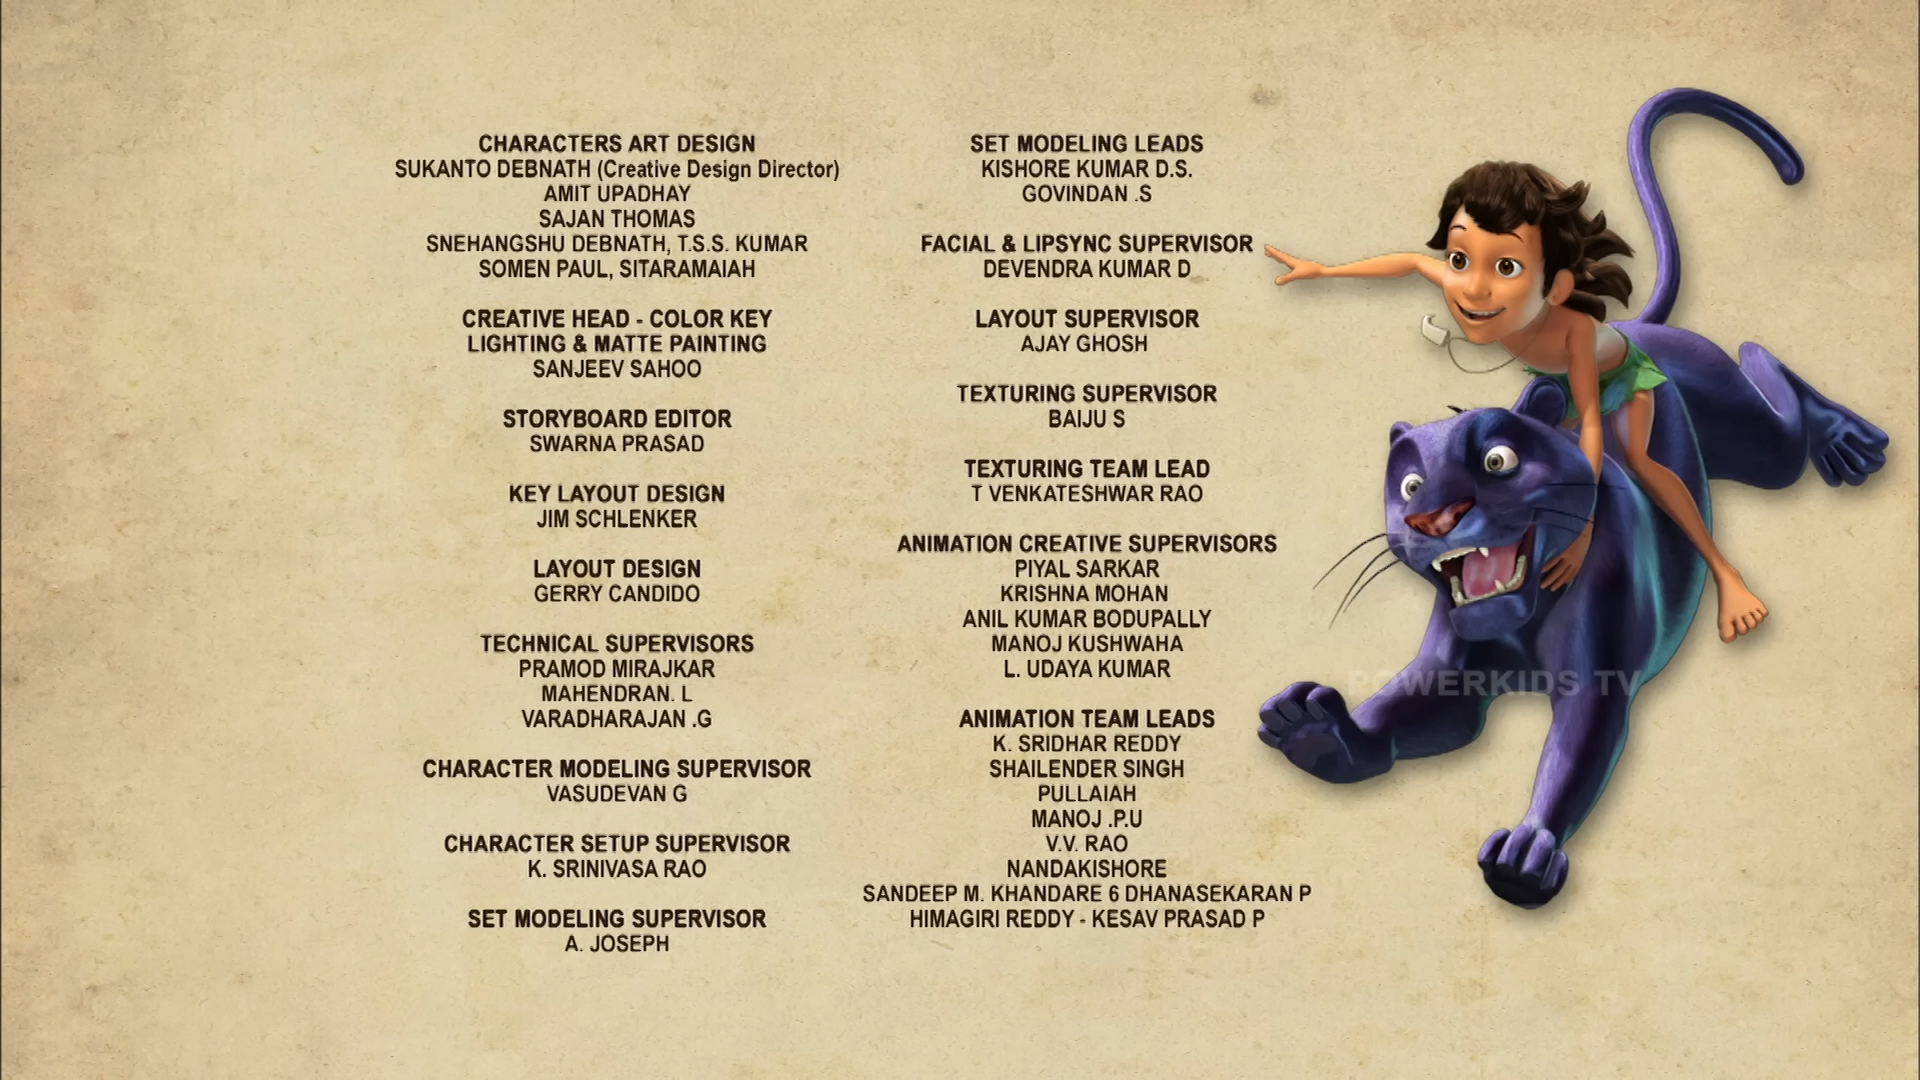 CHARACTERS ART DESIGN
SUKANTO DEBNATH (Creative Design Director)
AMIT UPADHAY
SAJAN THOMAS
SNEHANGSHU DEBNATH, T.S.S. KUMAR
SOMEN PAUL, SITARAMAIAH
CREATIVE HEAD - COLOR KEY
LIGHTING & MATTE PAINTING
SANJEEV SAHOO
STORYBOARD EDITOR
SWARNA PRASAD
KEY LAYOUT DESIGN
JIM SCHLENKER
LAYOUT DESIGN
GERRY CANDIDO
TECHNICAL SUPERVISORS
PRAMOD MIRAJKAR
MAHENDRAN. L
VARADHARAJAN .G
CHARACTER MODELING SUPERVISOR
VASUDEVAN G
CHARACTER SETUP SUPERVISOR
K. SRINIVASA RAO
SET MODELING SUPERVISOR
A. JOSEPH
SET MODELING LEADS
KISHORE KUMAR D.S.
GOVINDAN .S
FACIAL & LIPSYNC SUPERVISOR
DEVENDRA KUMAR D
LAYOUT SUPERVISOR
AJAY GHOSH
TEXTURING SUPERVISOR
BAIJU S
TEXTURING TEAM LEAD
T VENKATESHWAR RAO
ANIMATION CREATIVE SUPERVISORS
PIYAL SARKAR
KRISHNA MOHAN
ANIL KUMAR BODUPALLY
MANOJ KUSHWAHA
L. UDAYA KUMAR
ANIMATION TEAM LEADS
K. SRIDHAR REDDY
SHAILENDER SINGH
PULLAIAH
MANOJ .P.U
V.V. RAO
NANDAKISHORE
SANDEEP M. KHANDARE 6 DHANASEKARAN P
HIMAGIRI REDDY - KESAV PRASAD P
POWERKIDS TV